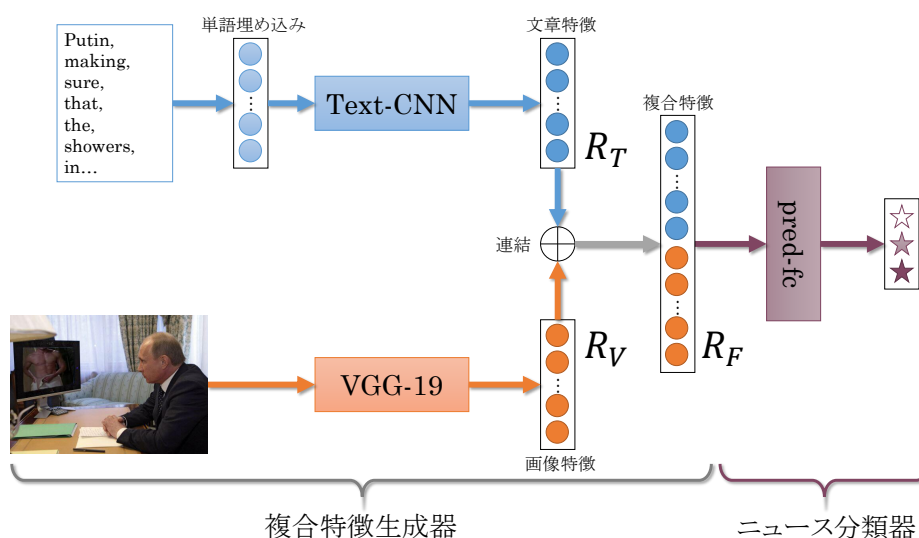 単語埋め込み
文章特徴
Putin,
making,
sure,
that,
the,
showers,
in…
Text-CNN
複合特徴
R_T
pred-fc
連結
VGG-19
R_V
R_F
画像特徴
複合特徴生成器
ニュース分類器